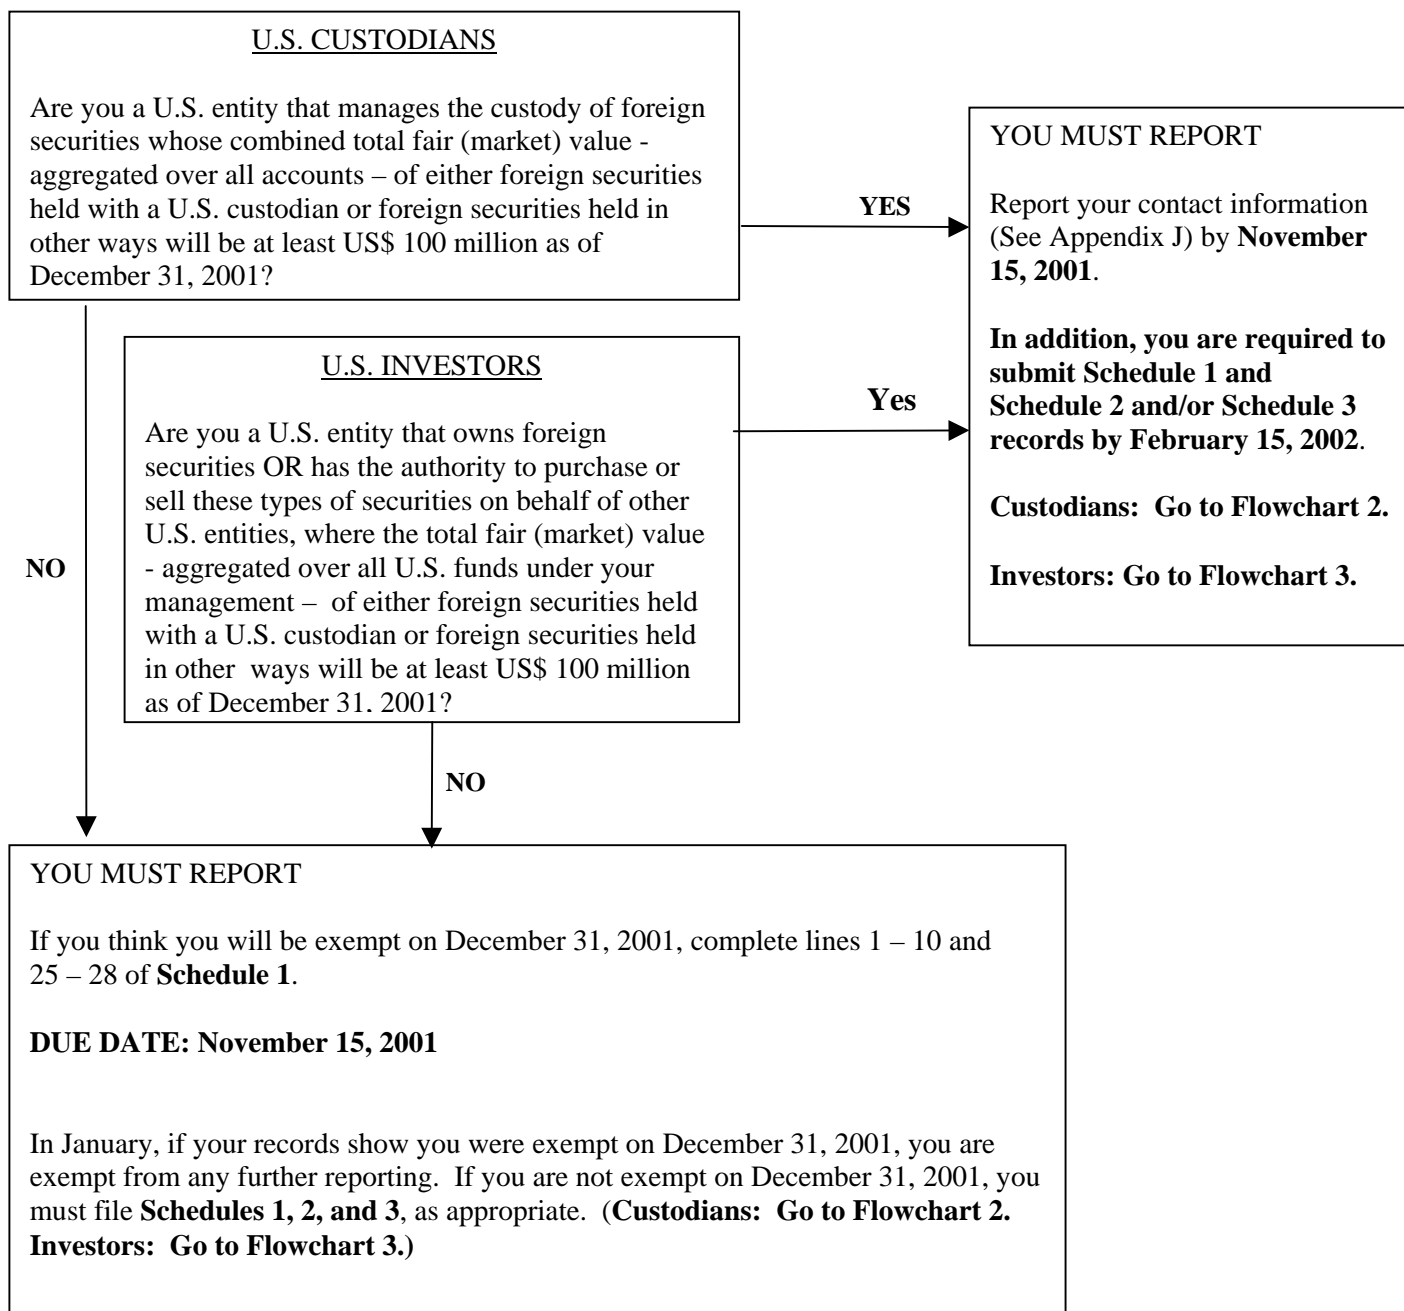 U.S. CUSTODIANS
Are you a U.S. entity that manages the custody of foreign
securities whose combined total fair (market) value -
aggregated over all accounts – of either foreign securities
held with a U.S. custodian or foreign securities held in
other ways will be at least US$ 100 million as of
December 31, 2001?
YES
YOU MUST REPORT
Report your contact information
(See Appendix J) by November
15, 2001.
In addition, you are required to
submit Schedule 1 and
Schedule 2 and/or Schedule 3
records by February 15, 2002.
Custodians:  Go to Flowchart 2.
Investors: Go to Flowchart 3.
U.S. INVESTORS
Are you a U.S. entity that owns foreign
securities OR has the authority to purchase or
sell these types of securities on behalf of other
U.S. entities, where the total fair (market) value
- aggregated over all U.S. funds under your
management –  of either foreign securities held
with a U.S. custodian or foreign securities held
in other  ways will be at least US$ 100 million
as of December 31, 2001?
Yes
NO
NO
YOU MUST REPORT
If you think you will be exempt on December 31, 2001, complete lines 1 – 10 and
25 – 28 of Schedule 1.
DUE DATE: November 15, 2001
In January, if your records show you were exempt on December 31, 2001, you are
exempt from any further reporting.  If you are not exempt on December 31, 2001, you
must file Schedules 1, 2, and 3, as appropriate.  (Custodians:  Go to Flowchart 2.
Investors:  Go to Flowchart 3.)